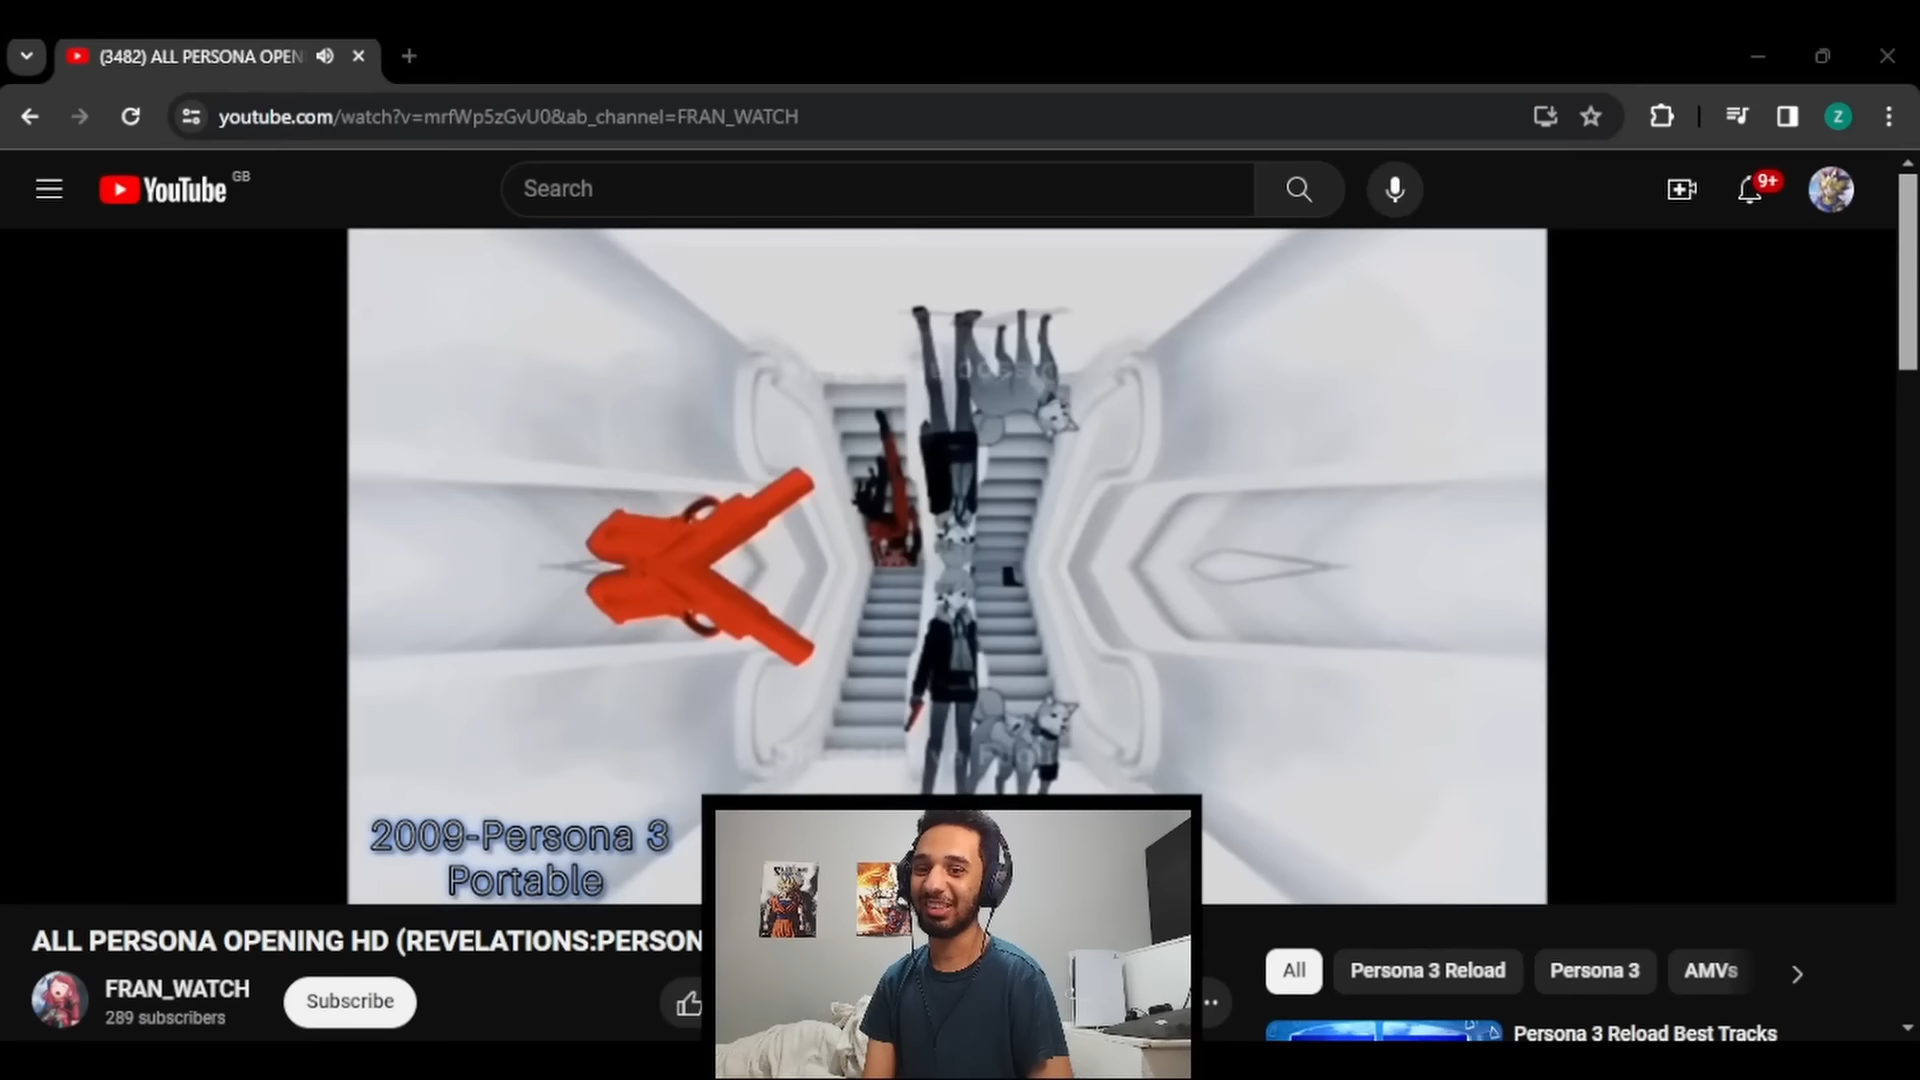 (3482) ALL PERSONA OPEN
youtube.com/watch?v=mrfWp5zGvU0&ab_channel=FRAN_WATCH
Z
YouTube GB
Search
9+
2009-Persona 3
Portable
ALL PERSONA OPENING HD (REVELATIONS:PERSON
FRAN_WATCH
289 subscribers
Subscribe
All
Persona 3 Reload
Persona 3
AMVs
Persona 3 Reload Best Tracks